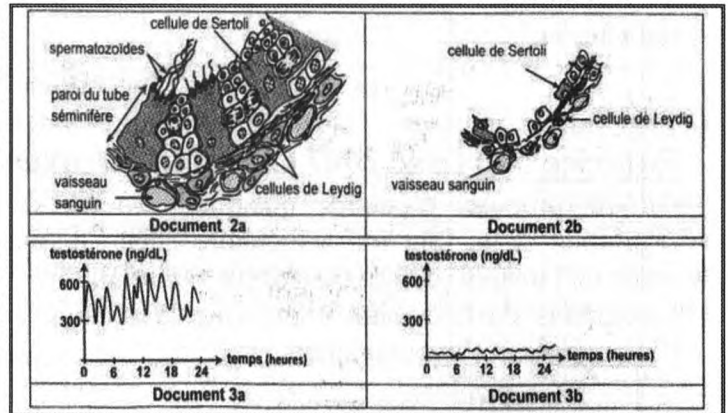 cellule de Sertoli
spermatozoïdes
paroi du tube
séminifère
vaisseau
sanguin
cellules de Leydig
Document 2a
cellule de Sertoli
cellule de Leydig
vaisseau sanguin
Document 2b
testostérone (ng/dL)
600
300
0 6 12 18 24
temps (heures)
Document 3a
testostérone (ng/dL)
600
300
0 6 12 18 24
temps (heures)
Document 3b